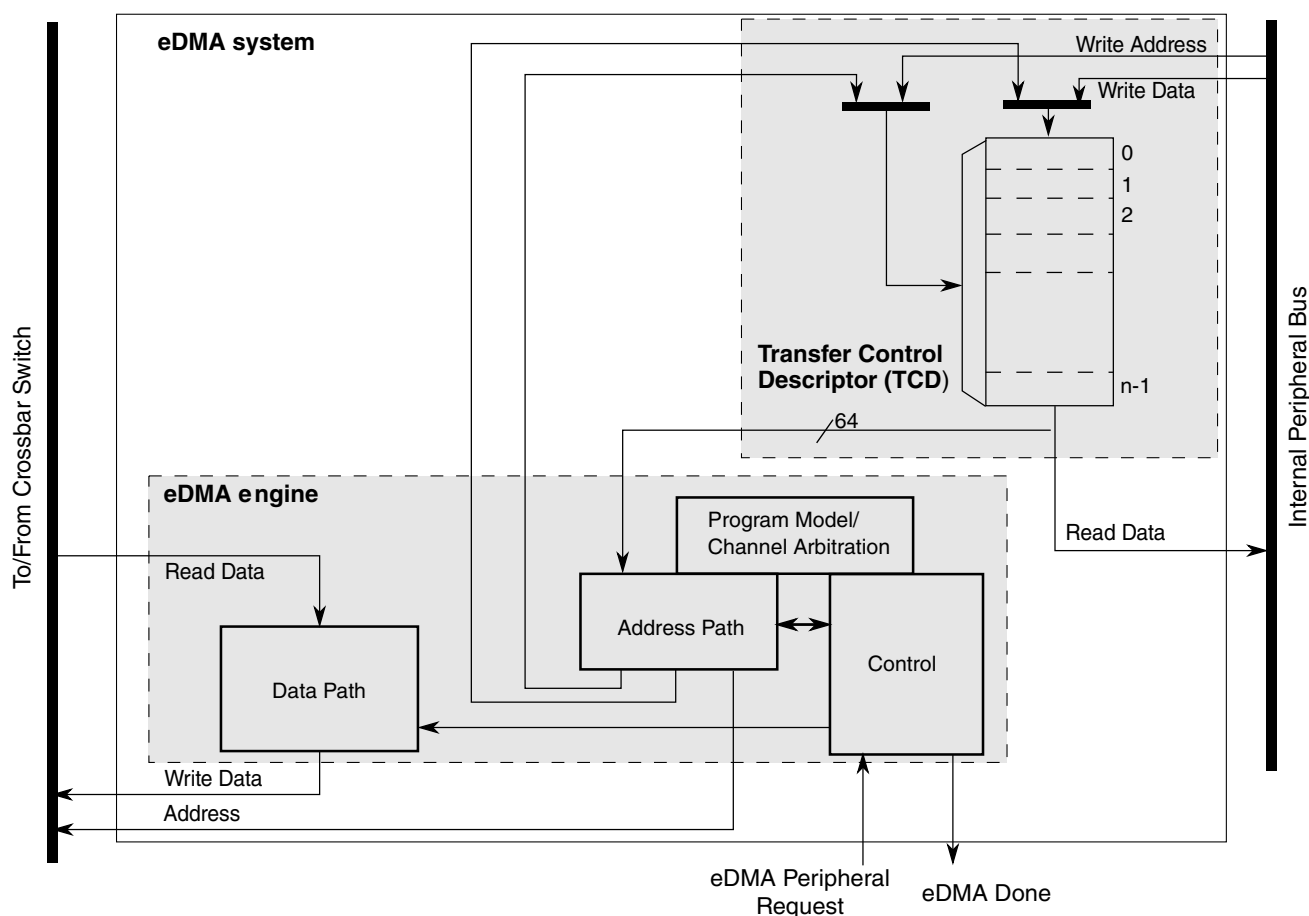 eDMA system
Write Address
Write Data
0
1
2
n-1
Transfer Control
Descriptor (TCD)
64
To/From Crossbar Switch
Internal Peripheral Bus
eDMA engine
Program Model/
Channel Arbitration
Read Data
Read Data
Address Path
Control
Data Path
Write Data
Address
eDMA Peripheral
Request
eDMA Done